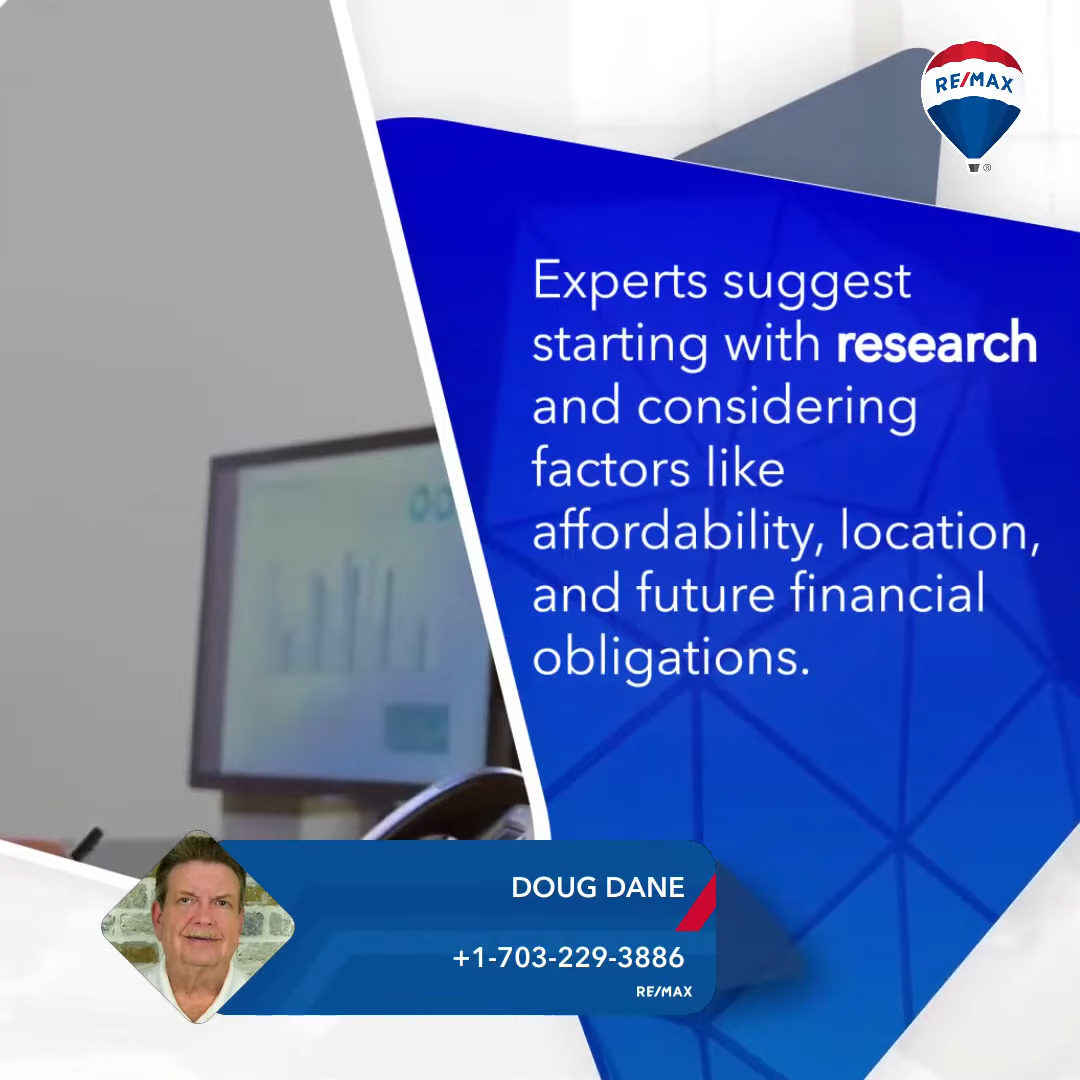 RE/MAX
®
Experts suggest
starting with research
and considering
factors like
affordability, location,
and future financial
obligations.
DOUG DANE
+1-703-229-3886
RE/MAX